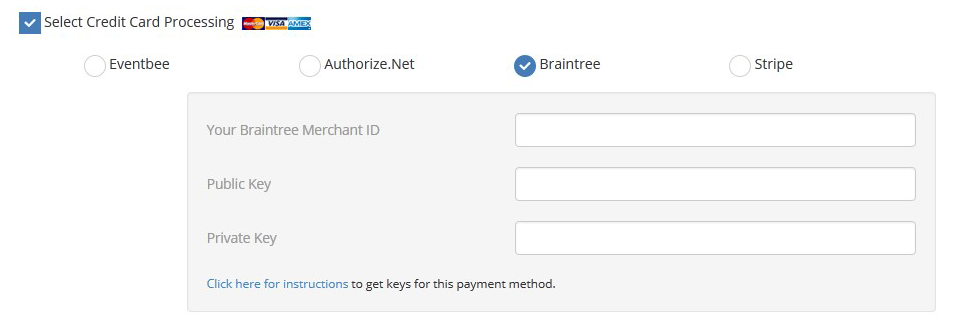 Select Credit Card Processing MasterCard VISA AMEX
Eventbee Authorize.Net Braintree Stripe
Your Braintree Merchant ID
Public Key
Private Key
Click here for instructions to get keys for this payment method.